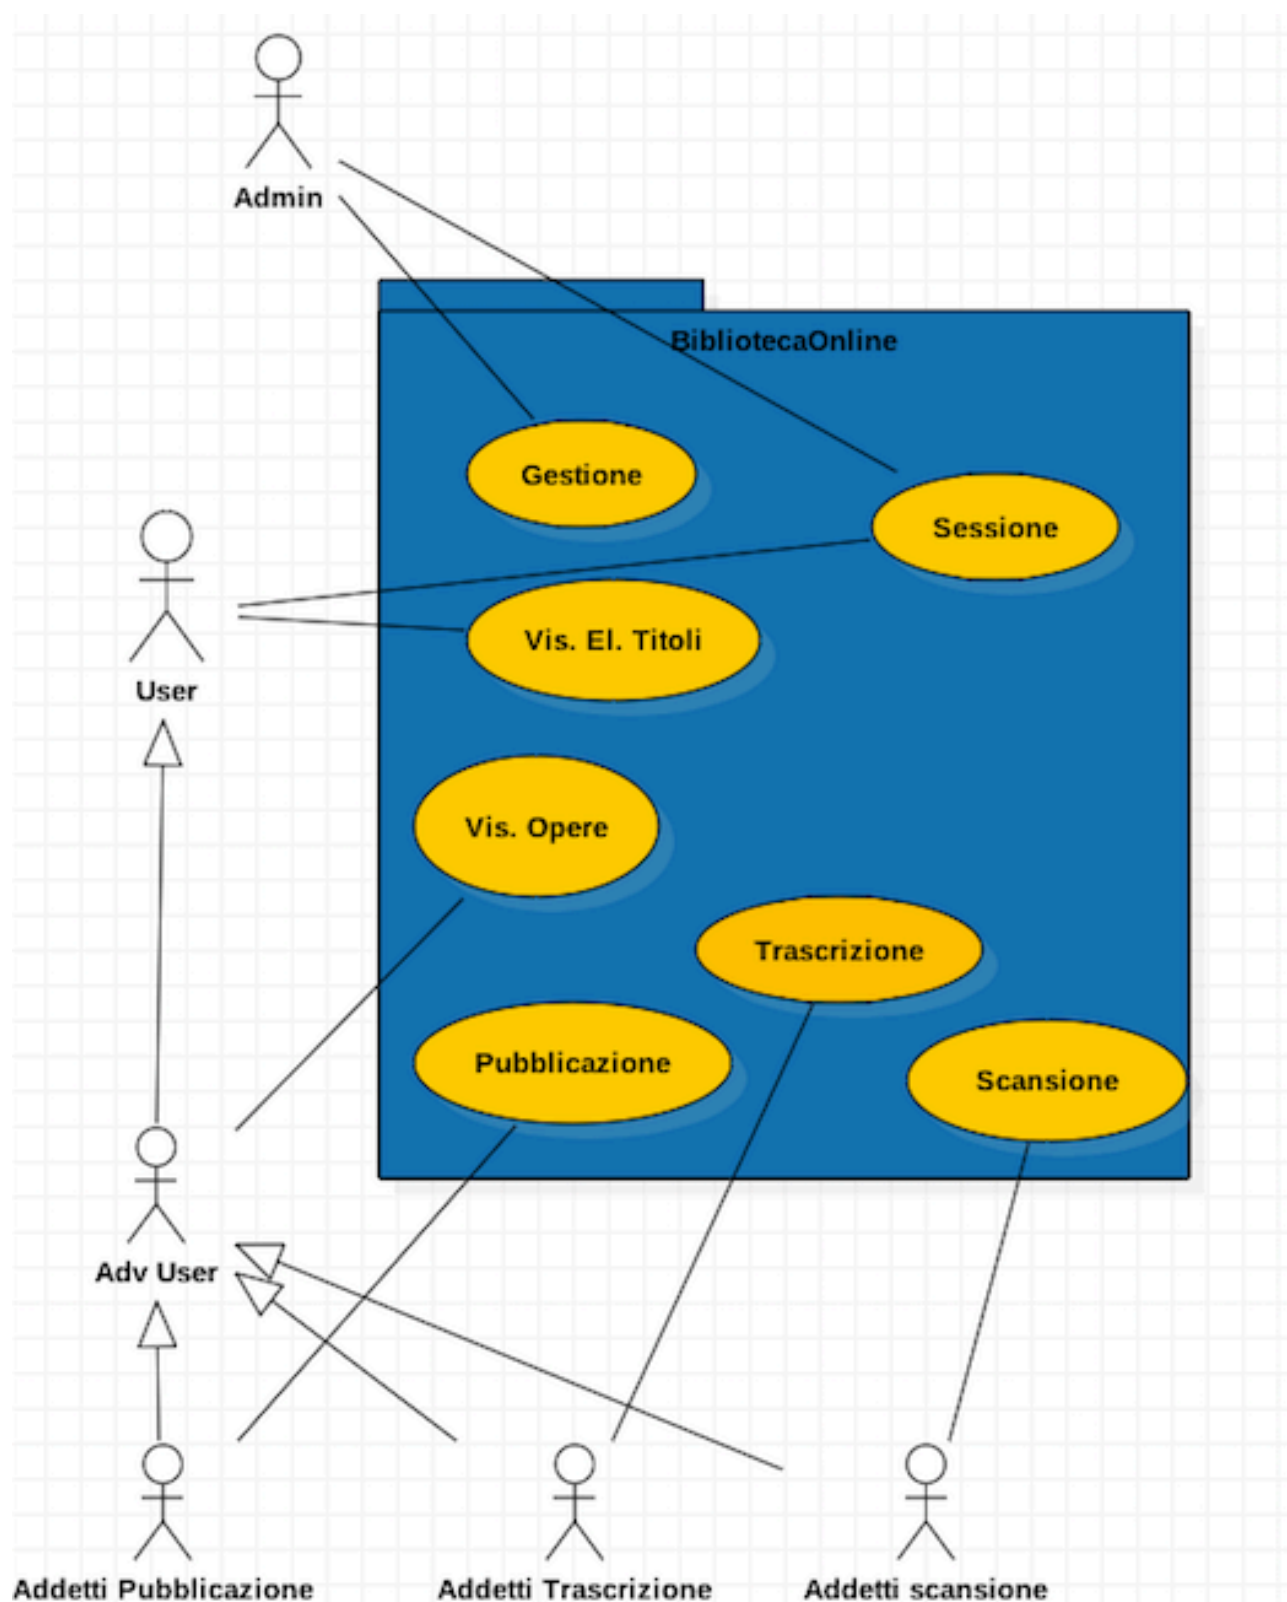 Admin
BibliotecaOnline
Gestione
Sessione
Vis. El. Titoli
User
Vis. Opere
Trascrizione
Pubblicazione
Scansione
Adv User
Addetti Pubblicazione
Addetti Trascrizione
Addetti scansione